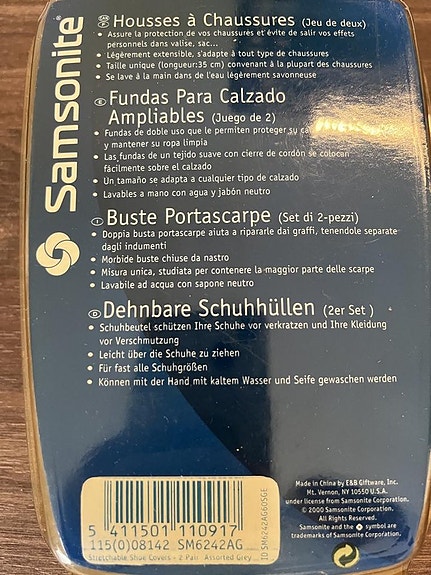 Samsonite
F Housses à Chaussures (Jeu de deux)
• Assure la protection de vos chaussures et évite de salir vos effets
personnels dans valise, sac...
• Légèrement extensible, s'adapte à tout type de chaussures
• Taille unique (longueur:35 cm) convenant à la plupart des chaussures
• Se lave à la main dans de l'eau légèrement savonneuse
E Fundas Para Calzado
Ampliables (Juego de 2)
• Fundas de doble uso que le permiten proteger su
y mantener su ropa limpia
• Las fundas de un tejido suave con cierre de cordón se colocan
fácilmente sobre el calzado
• Un tamaño se adapta a cualquier tipo de calzado
• Lavables a mano con agua y jabón neutro
I Buste Portascarpe (Set di 2-pezzi)
• Doppia busta portascarpe aiuta a ripararle dai graffi, tenendole separate
dagli indumenti
• Morbide buste chiuse da nastro
• Misura unica, studiata per contenere la maggior parte delle scarpe
• Lavabile ad acqua con sapone neutro
D Dehnbare Schuhhüllen (2er Set )
• Schuhbeutel schützen Ihre Schuhe vor verkratzen und Ihre Kleidung
vor Verschmutzung
• Leicht über die Schuhe zu ziehen
• Für fast alle Schuhgrößen
• Können mit der Hand mit kaltem Wasser und Seife gewaschen werden
5 411501 110917
115(0)08142 SM6242AG
Stretchable Shoe Covers - 2 Pair Assorted Grey
ID SM6242AG605GE
Made in China by E&B Giftware, Inc.
Mt. Vernon, NY 10550 U.S.A.
under license from Samsonite Corporation.
© 2000 Samsonite Corporation.
All Rights Reserved.
Samsonite and the symbol are
trademarks of Samsonite Corporation.